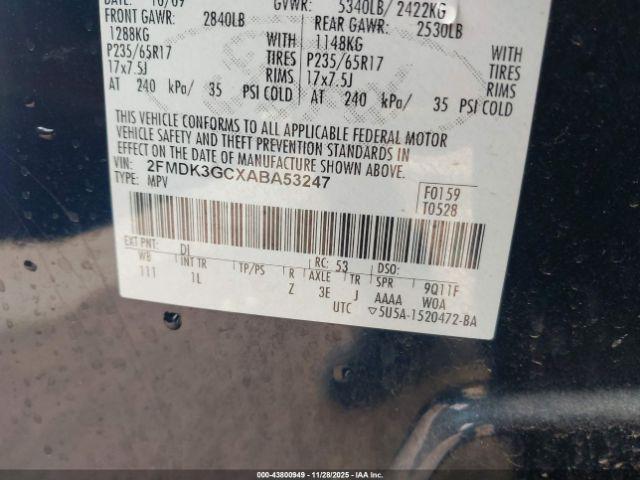 DATE: 10/09 GVWR: 5340LB/ 2422KG
FRONT GAWR: 2840LB REAR GAWR: 2530LB
1288KG WITH 1148KG WITH
P235/65R17 TIRES P235/65R17 TIRES
17x7.5J RIMS 17x7.5J RIMS
AT 240 kPa/ 35 PSI COLD AT 240 kPa/ 35 PSI COLD
THIS VEHICLE CONFORMS TO ALL APPLICABLE FEDERAL MOTOR
VEHICLE SAFETY AND THEFT PREVENTION STANDARDS IN
EFFECT ON THE DATE OF MANUFACTURE SHOWN ABOVE.
VIN: 2FMDK3GCXABA53247
TYPE: MPV
F0159
T0528
EXT PNT: DI RC: 53 DSO:
WB INT TR TP/PS R AXLE TR SPR 9Q11F
111 1L Z 3E J AAAA W0A
UTC ▽5U5A-1520472-BA
000-43800949 - 11/28/2025 - IAA Inc.